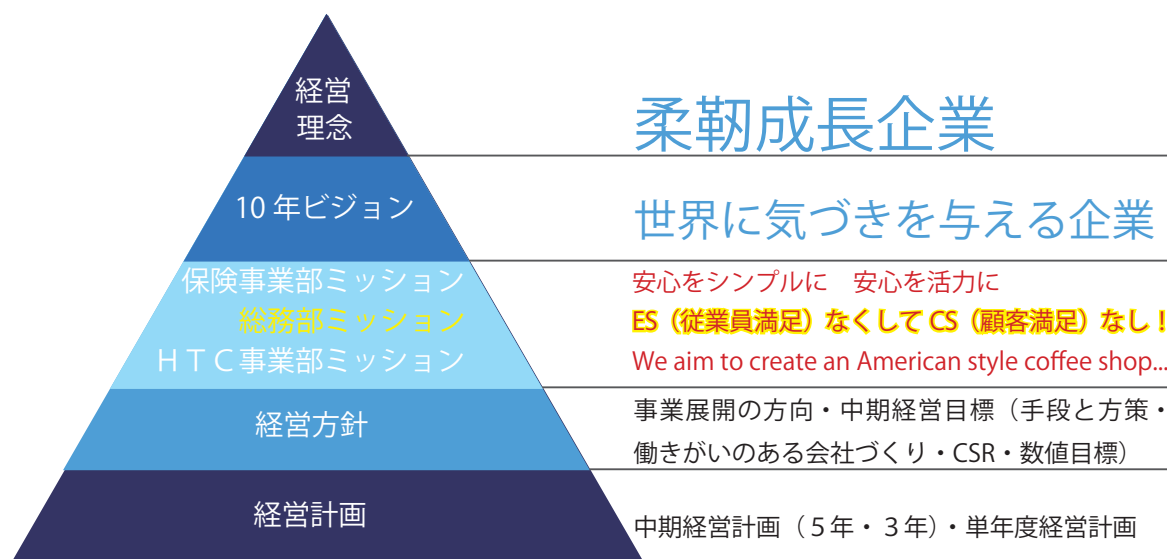 経営
理念
柔靭成長企業
10 年ビジョン
世界に気づきを与える企業
保険事業部ミッション
安心をシンプルに　安心を活力に
総務部ミッション
ES（従業員満足）なくして CS（顧客満足）なし！
ＨＴＣ事業部ミッション
We aim to create an American style coffee shop...
経営方針
事業展開の方向・中期経営目標（手段と方策・
働きがいのある会社づくり・CSR・数値目標）
経営計画
中期経営計画（５年・３年）・単年度経営計画